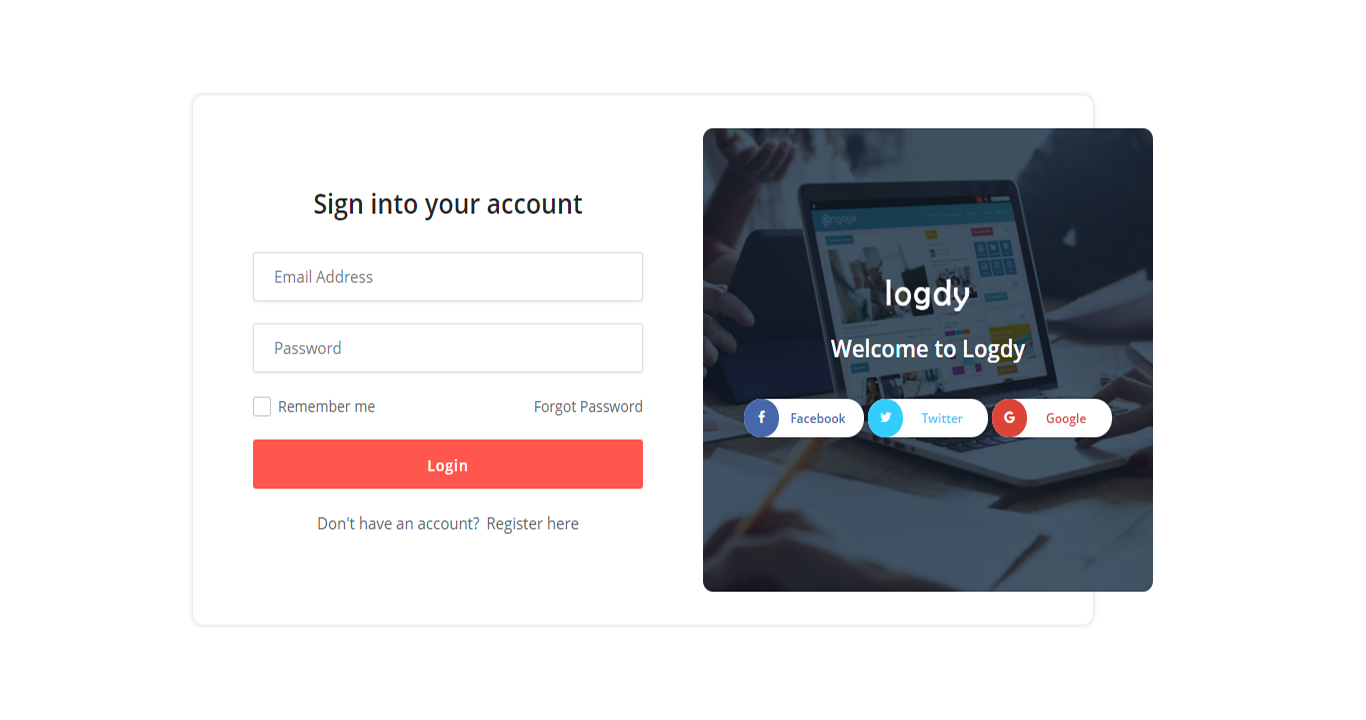 Sign into your account
Email Address
Password
Remember me
Forgot Password
Login
Don't have an account? Register here
engage
logdy
Welcome to Logdy
Facebook
Twitter
Google